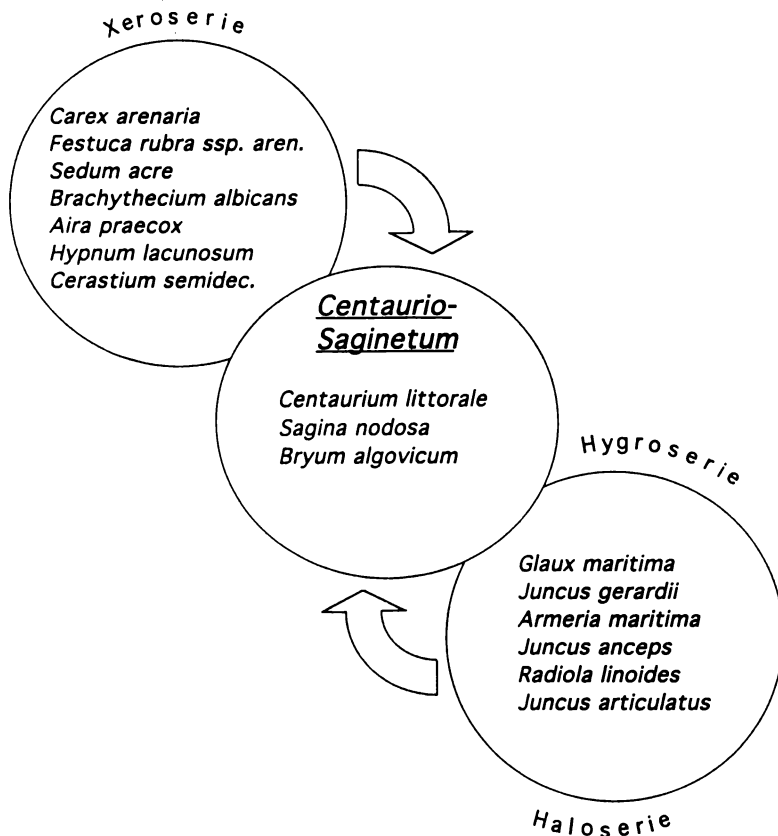 Xeroserie
Carex arenaria
Festuca rubra ssp. aren.
Sedum acre
Brachythecium albicans
Aira praecox
Hypnum lacunosum
Cerastium semidec.
Centaurio-
Saginetum
Centaurium littorale
Sagina nodosa
Bryum algovicum
Hygroserie
Glaux maritima
Juncus gerardii
Armeria maritima
Juncus anceps
Radiola linoides
Juncus articulatus
Haloserie